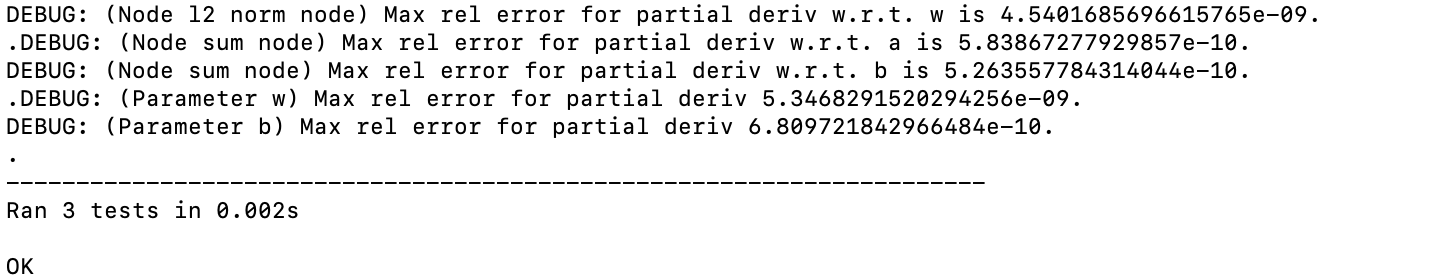 DEBUG: (Node l2 norm node) Max rel error for partial deriv w.r.t. w is 4.5401685696615765e-09.
.DEBUG: (Node sum node) Max rel error for partial deriv w.r.t. a is 5.83867277929857e-10.
DEBUG: (Node sum node) Max rel error for partial deriv w.r.t. b is 5.263557784314044e-10.
.DEBUG: (Parameter w) Max rel error for partial deriv 5.3468291520294256e-09.
DEBUG: (Parameter b) Max rel error for partial deriv 6.809721842966484e-10.
.
----------------------------------------------------------------------
Ran 3 tests in 0.002s
OK